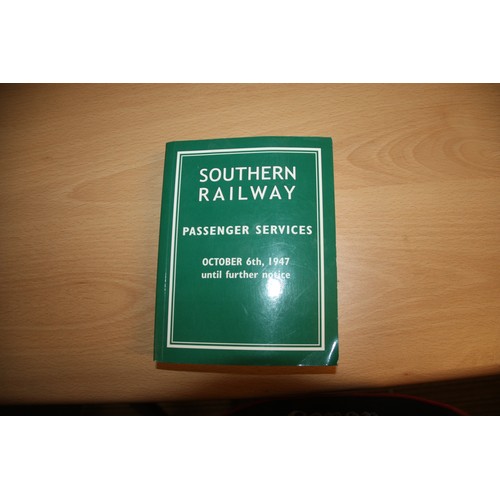 SOUTHERN
RAILWAY
PASSENGER SERVICES
OCTOBER 6th, 1947
until further notice